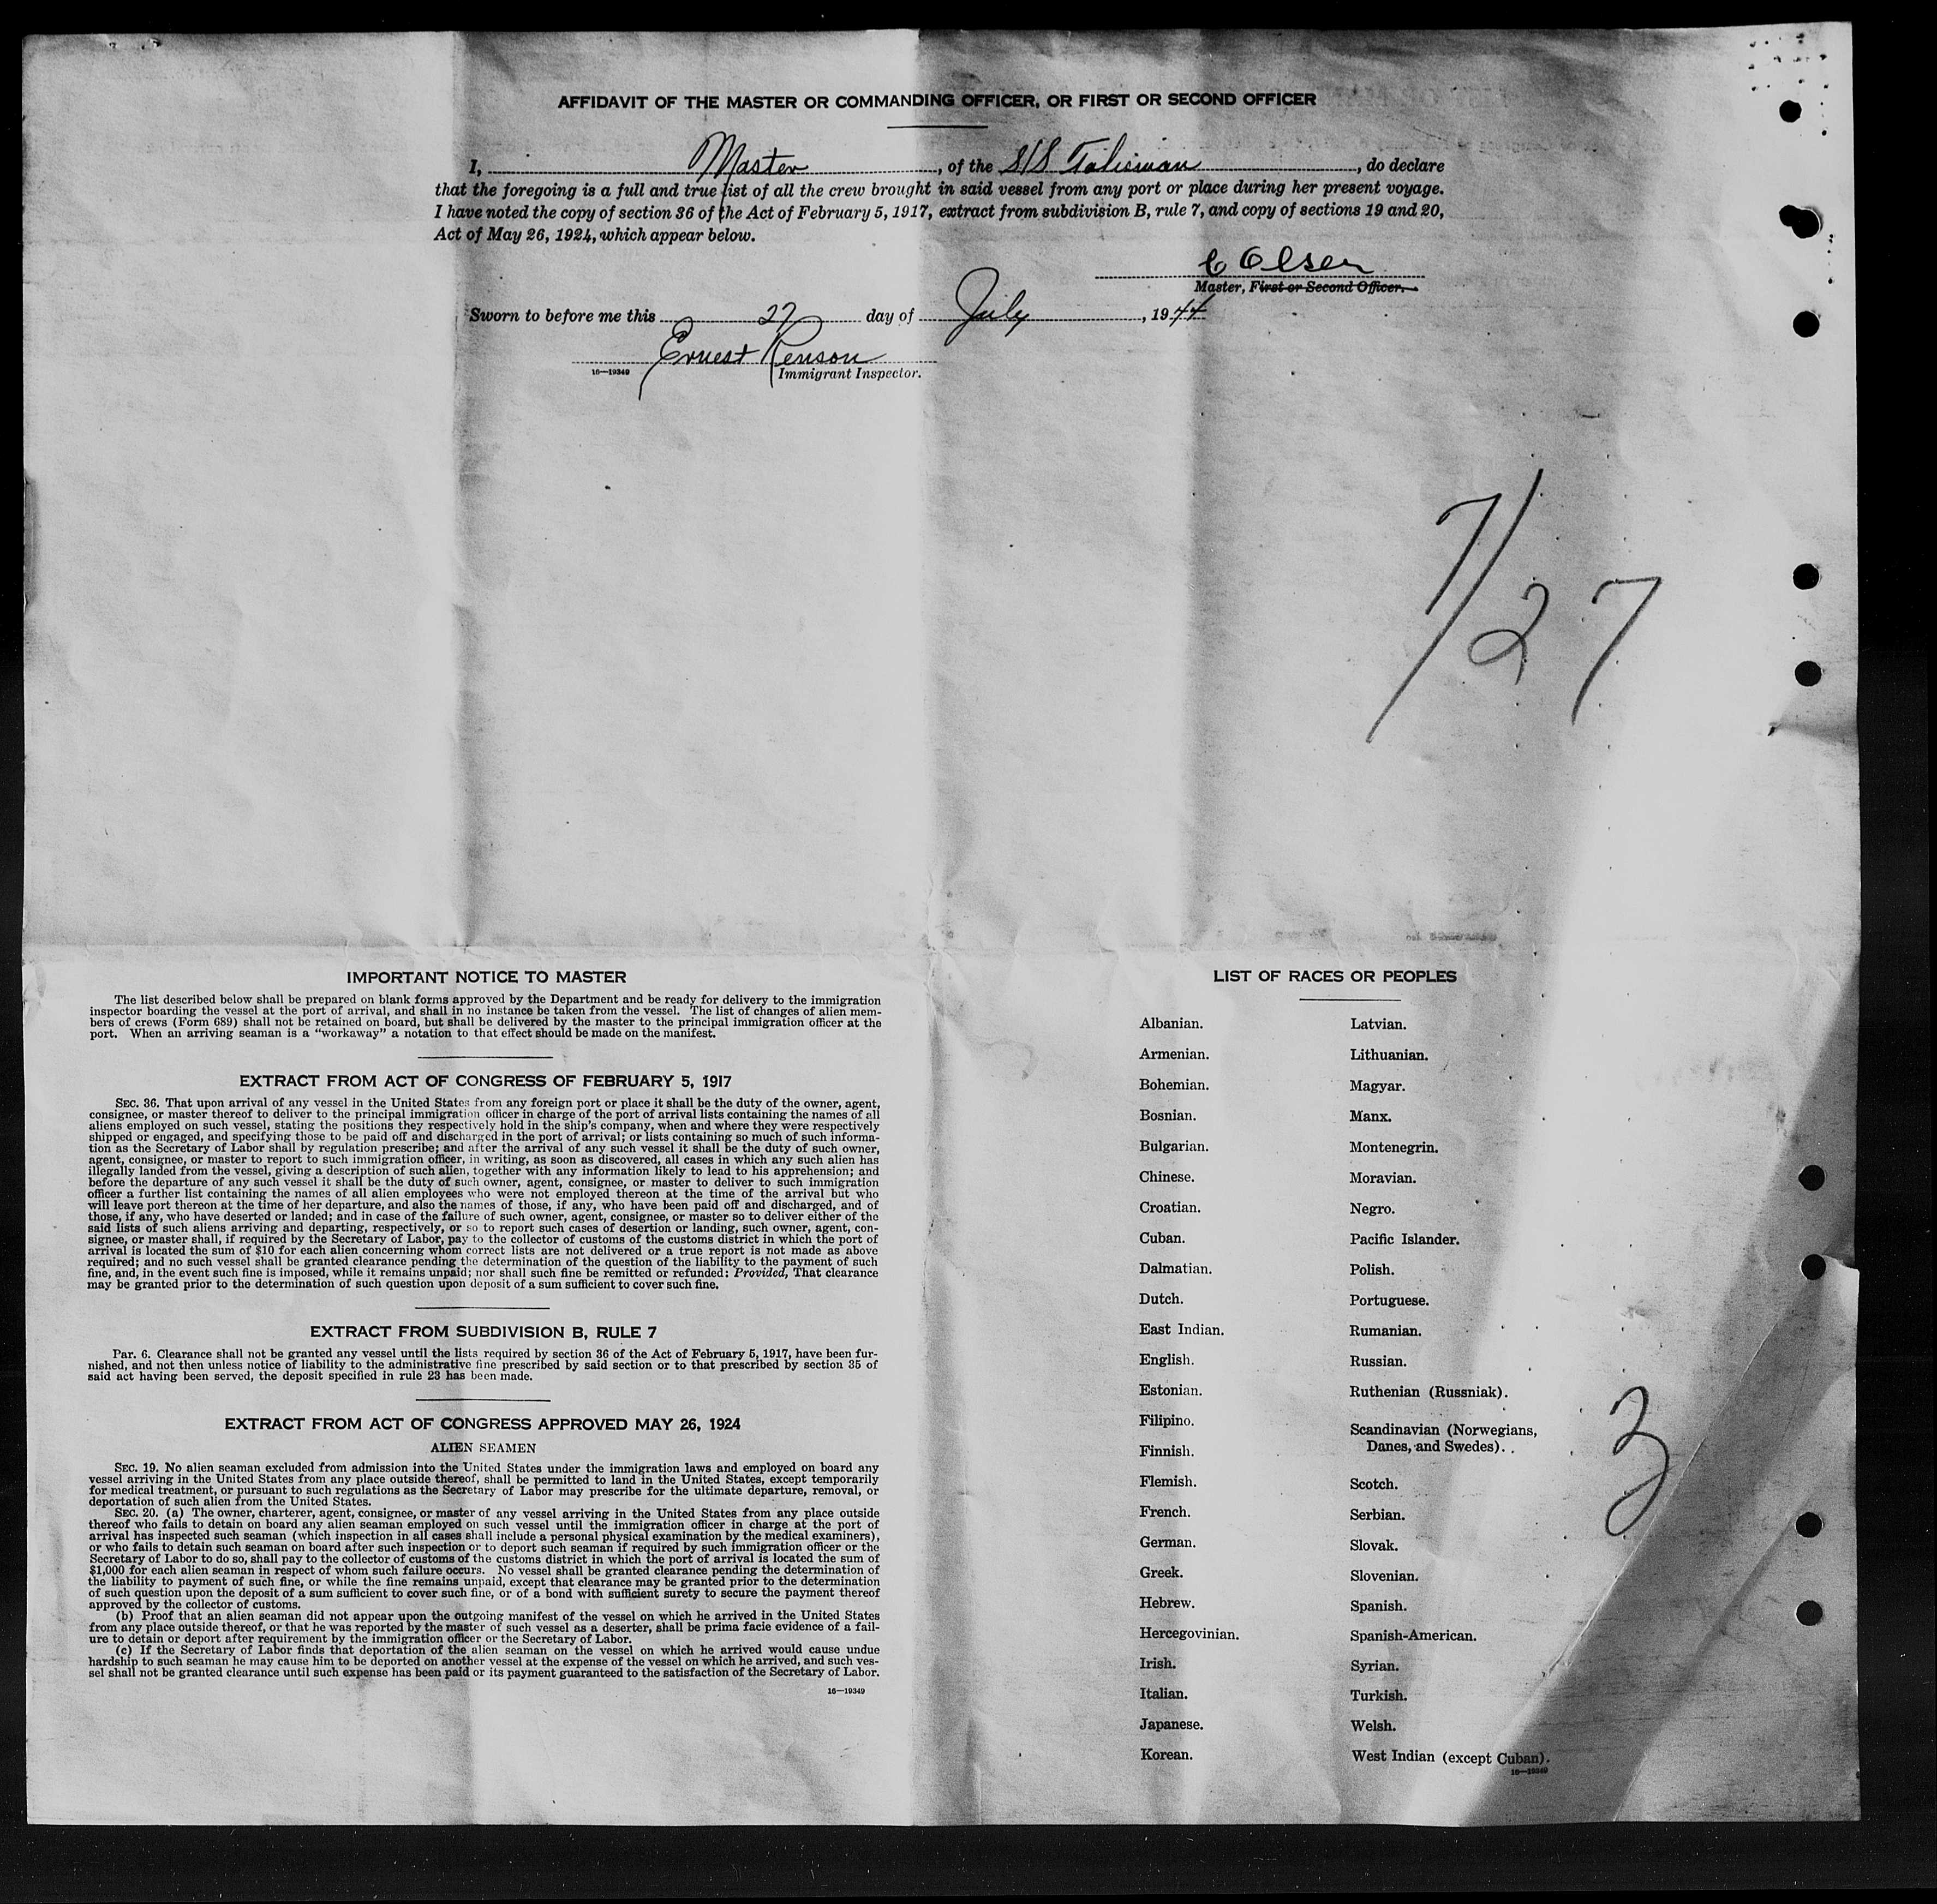 AFFIDAVIT OF THE MASTER OR COMMANDING OFFICER, OR FIRST OR SECOND OFFICER
I, Master, of the S/S Talisman, do declare
that the foregoing is a full and true list of all the crew brought in said vessel from any port or place during her present voyage.
I have noted the copy of section 36 of the Act of February 5, 1917, extract from subdivision B, rule 7, and copy of sections 19 and 20,
Act of May 26, 1924, which appear below.
C Olsen
Master, First or Second Officer.
Sworn to before me this 27 day of July, 1944
Ernest Renson
16—19349 Immigrant Inspector.
7/27
IMPORTANT NOTICE TO MASTER
The list described below shall be prepared on blank forms approved by the Department and be ready for delivery to the immigration
inspector boarding the vessel at the port of arrival, and shall in no instance be taken from the vessel. The list of changes of alien mem-
bers of crews (Form 689) shall not be retained on board, but shall be delivered by the master to the principal immigration officer at the
port. When an arriving seaman is a "workaway" a notation to that effect should be made on the manifest.
EXTRACT FROM ACT OF CONGRESS OF FEBRUARY 5, 1917
SEC. 36. That upon arrival of any vessel in the United States from any foreign port or place it shall be the duty of the owner, agent,
consignee, or master thereof to deliver to the principal immigration officer in charge of the port of arrival lists containing the names of all
aliens employed on such vessel, stating the positions they respectively hold in the ship's company, when and where they were respectively
shipped or engaged, and specifying those to be paid off and discharged in the port of arrival; or lists containing so much of such informa-
tion as the Secretary of Labor shall by regulation prescribe; and after the arrival of any such vessel it shall be the duty of such owner,
agent, consignee, or master to report to such immigration officer, in writing, as soon as discovered, all cases in which any such alien has
illegally landed from the vessel, giving a description of such alien, together with any information likely to lead to his apprehension; and
before the departure of any such vessel it shall be the duty of such owner, agent, consignee, or master to deliver to such immigration
officer a further list containing the names of all alien employees who were not employed thereon at the time of the arrival but who
will leave port thereon at the time of her departure, and also the names of those, if any, who have been paid off and discharged, and of
those, if any, who have deserted or landed; and in case of the failure of such owner, agent, consignee, or master so to deliver either of the
said lists of such aliens arriving and departing, respectively, or so to report such cases of desertion or landing, such owner, agent, con-
signee, or master shall, if required by the Secretary of Labor, pay to the collector of customs of the customs district in which the port of
arrival is located the sum of $10 for each alien concerning whom correct lists are not delivered or a true report is not made as above
required; and no such vessel shall be granted clearance pending the determination of the question of the liability to the payment of such
fine, and, in the event such fine is imposed, while it remains unpaid; nor shall such fine be remitted or refunded: Provided, That clearance
may be granted prior to the determination of such question upon deposit of a sum sufficient to cover such fine.
EXTRACT FROM SUBDIVISION B, RULE 7
PAR. 6. Clearance shall not be granted any vessel until the lists required by section 36 of the Act of February 5, 1917, have been fur-
nished, and not then unless notice of liability to the administrative fine prescribed by said section or to that prescribed by section 35 of
said act having been served, the deposit specified in rule 23 has been made.
EXTRACT FROM ACT OF CONGRESS APPROVED MAY 26, 1924
ALIEN SEAMEN
SEC. 19. No alien seaman excluded from admission into the United States under the immigration laws and employed on board any
vessel arriving in the United States from any place outside thereof, shall be permitted to land in the United States, except temporarily
for medical treatment, or pursuant to such regulations as the Secretary of Labor may prescribe for the ultimate departure, removal, or
deportation of such alien from the United States.
SEC. 20. (a) The owner, charterer, agent, consignee, or master of any vessel arriving in the United States from any place outside
thereof who fails to detain on board any alien seaman employed on such vessel until the immigration officer in charge at the port of
arrival has inspected such seaman (which inspection in all cases shall include a personal physical examination by the medical examiners),
or who fails to detain such seaman on board after such inspection or to deport such seaman if required by such immigration officer or the
Secretary of Labor to do so, shall pay to the collector of customs of the customs district in which the port of arrival is located the sum of
$1,000 for each alien seaman in respect of whom such failure occurs. No vessel shall be granted clearance pending the determination of
the liability to payment of such fine, or while the fine remains unpaid, except that clearance may be granted prior to the determination
of such question upon the deposit of a sum sufficient to cover such fine, or of a bond with sufficient surety to secure the payment thereof
approved by the collector of customs.
(b) Proof that an alien seaman did not appear upon the outgoing manifest of the vessel on which he arrived in the United States
from any place outside thereof, or that he was reported by the master of such vessel as a deserter, shall be prima facie evidence of a fail-
ure to detain or deport after requirement by the immigration officer or the Secretary of Labor.
(c) If the Secretary of Labor finds that deportation of the alien seaman on the vessel on which he arrived would cause undue
hardship to such seaman he may cause him to be deported on another vessel at the expense of the vessel on which he arrived, and such ves-
sel shall not be granted clearance until such expense has been paid or its payment guaranteed to the satisfaction of the Secretary of Labor.
16—19349
LIST OF RACES OR PEOPLES
Albanian.
Armenian.
Bohemian.
Bosnian.
Bulgarian.
Chinese.
Croatian.
Cuban.
Dalmatian.
Dutch.
East Indian.
English.
Estonian.
Filipino.
Finnish.
Flemish.
French.
German.
Greek.
Hebrew.
Hercegovinian.
Irish.
Italian.
Japanese.
Korean.
Latvian.
Lithuanian.
Magyar.
Manx.
Montenegrin.
Moravian.
Negro.
Pacific Islander.
Polish.
Portuguese.
Rumanian.
Russian.
Ruthenian (Russniak).
Scandinavian (Norwegians,
Danes, and Swedes).
Scotch.
Serbian.
Slovak.
Slovenian.
Spanish.
Spanish-American.
Syrian.
Turkish.
Welsh.
West Indian (except Cuban).
16—19349
3